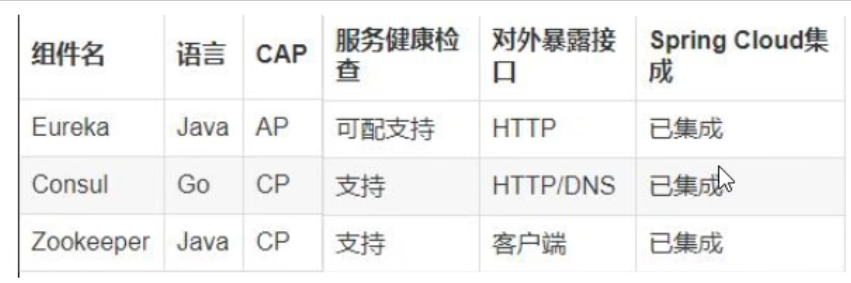 组件名 语言 CAP 服务健康检查 对外暴露接口 Spring Cloud集成
Eureka Java AP 可配支持 HTTP 已集成
Consul Go CP 支持 HTTP/DNS 已集成
Zookeeper Java CP 支持 客户端 已集成